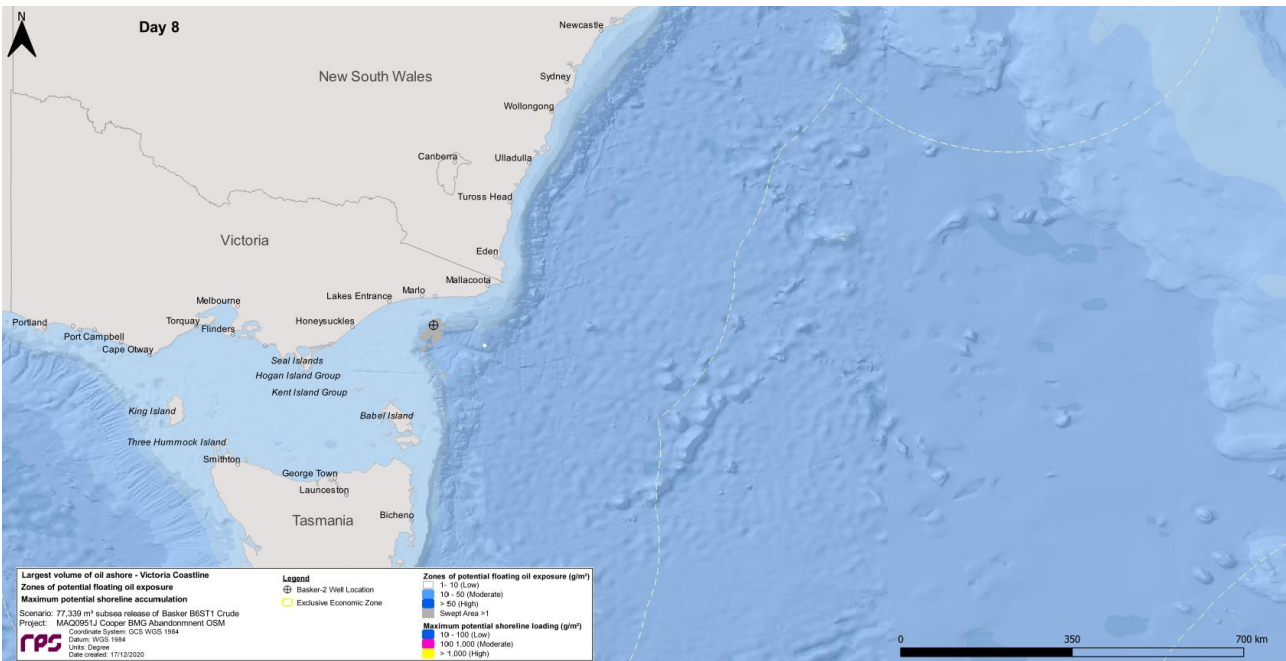 N
Day 8
Newcastle
New South Wales
Sydney
Wollongong
Canberra
Ulladulla
Tuross Head
Victoria
Eden
Mallacoota
Marlo
Lakes Entrance
Melbourne
Honeysuckles
Torquay
Flinders
Portland
Port Campbell
Cape Otway
Seal Islands
Hogan Island Group
Kent Island Group
King Island
Babel Island
Three Hummock Island
Smithton
George Town
Launceston
Tasmania
Bicheno
Largest volume of oil ashore - Victoria Coastline
Zones of potential floating oil exposure
Maximum potential shoreline accumulation
Scenario: 77,339 m³ subsea release of Basker B6ST1 Crude
Project: MAQ0951J Cooper BMG Abandonmnent OSM
rps
Coordinate System: GCS WGS 1984
Datum: WGS 1984
Units: Degree
Date created: 17/12/2020
Legend
Basker-2 Well Location
Exclusive Economic Zone
Zones of potential floating oil exposure (g/m²)
1- 10 (Low)
10 - 50 (Moderate)
> 50 (High)
Swept Area >1
Maximum potential shoreline loading (g/m²)
10 - 100 (Low)
100 1,000 (Moderate)
> 1,000 (High)
0 350 700 km